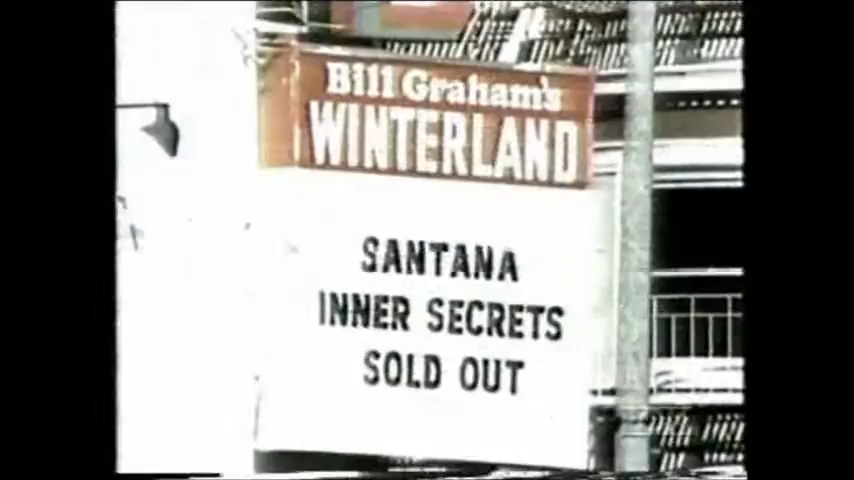 Bill Graham's
WINTERLAND
SANTANA
INNER SECRETS
SOLD OUT